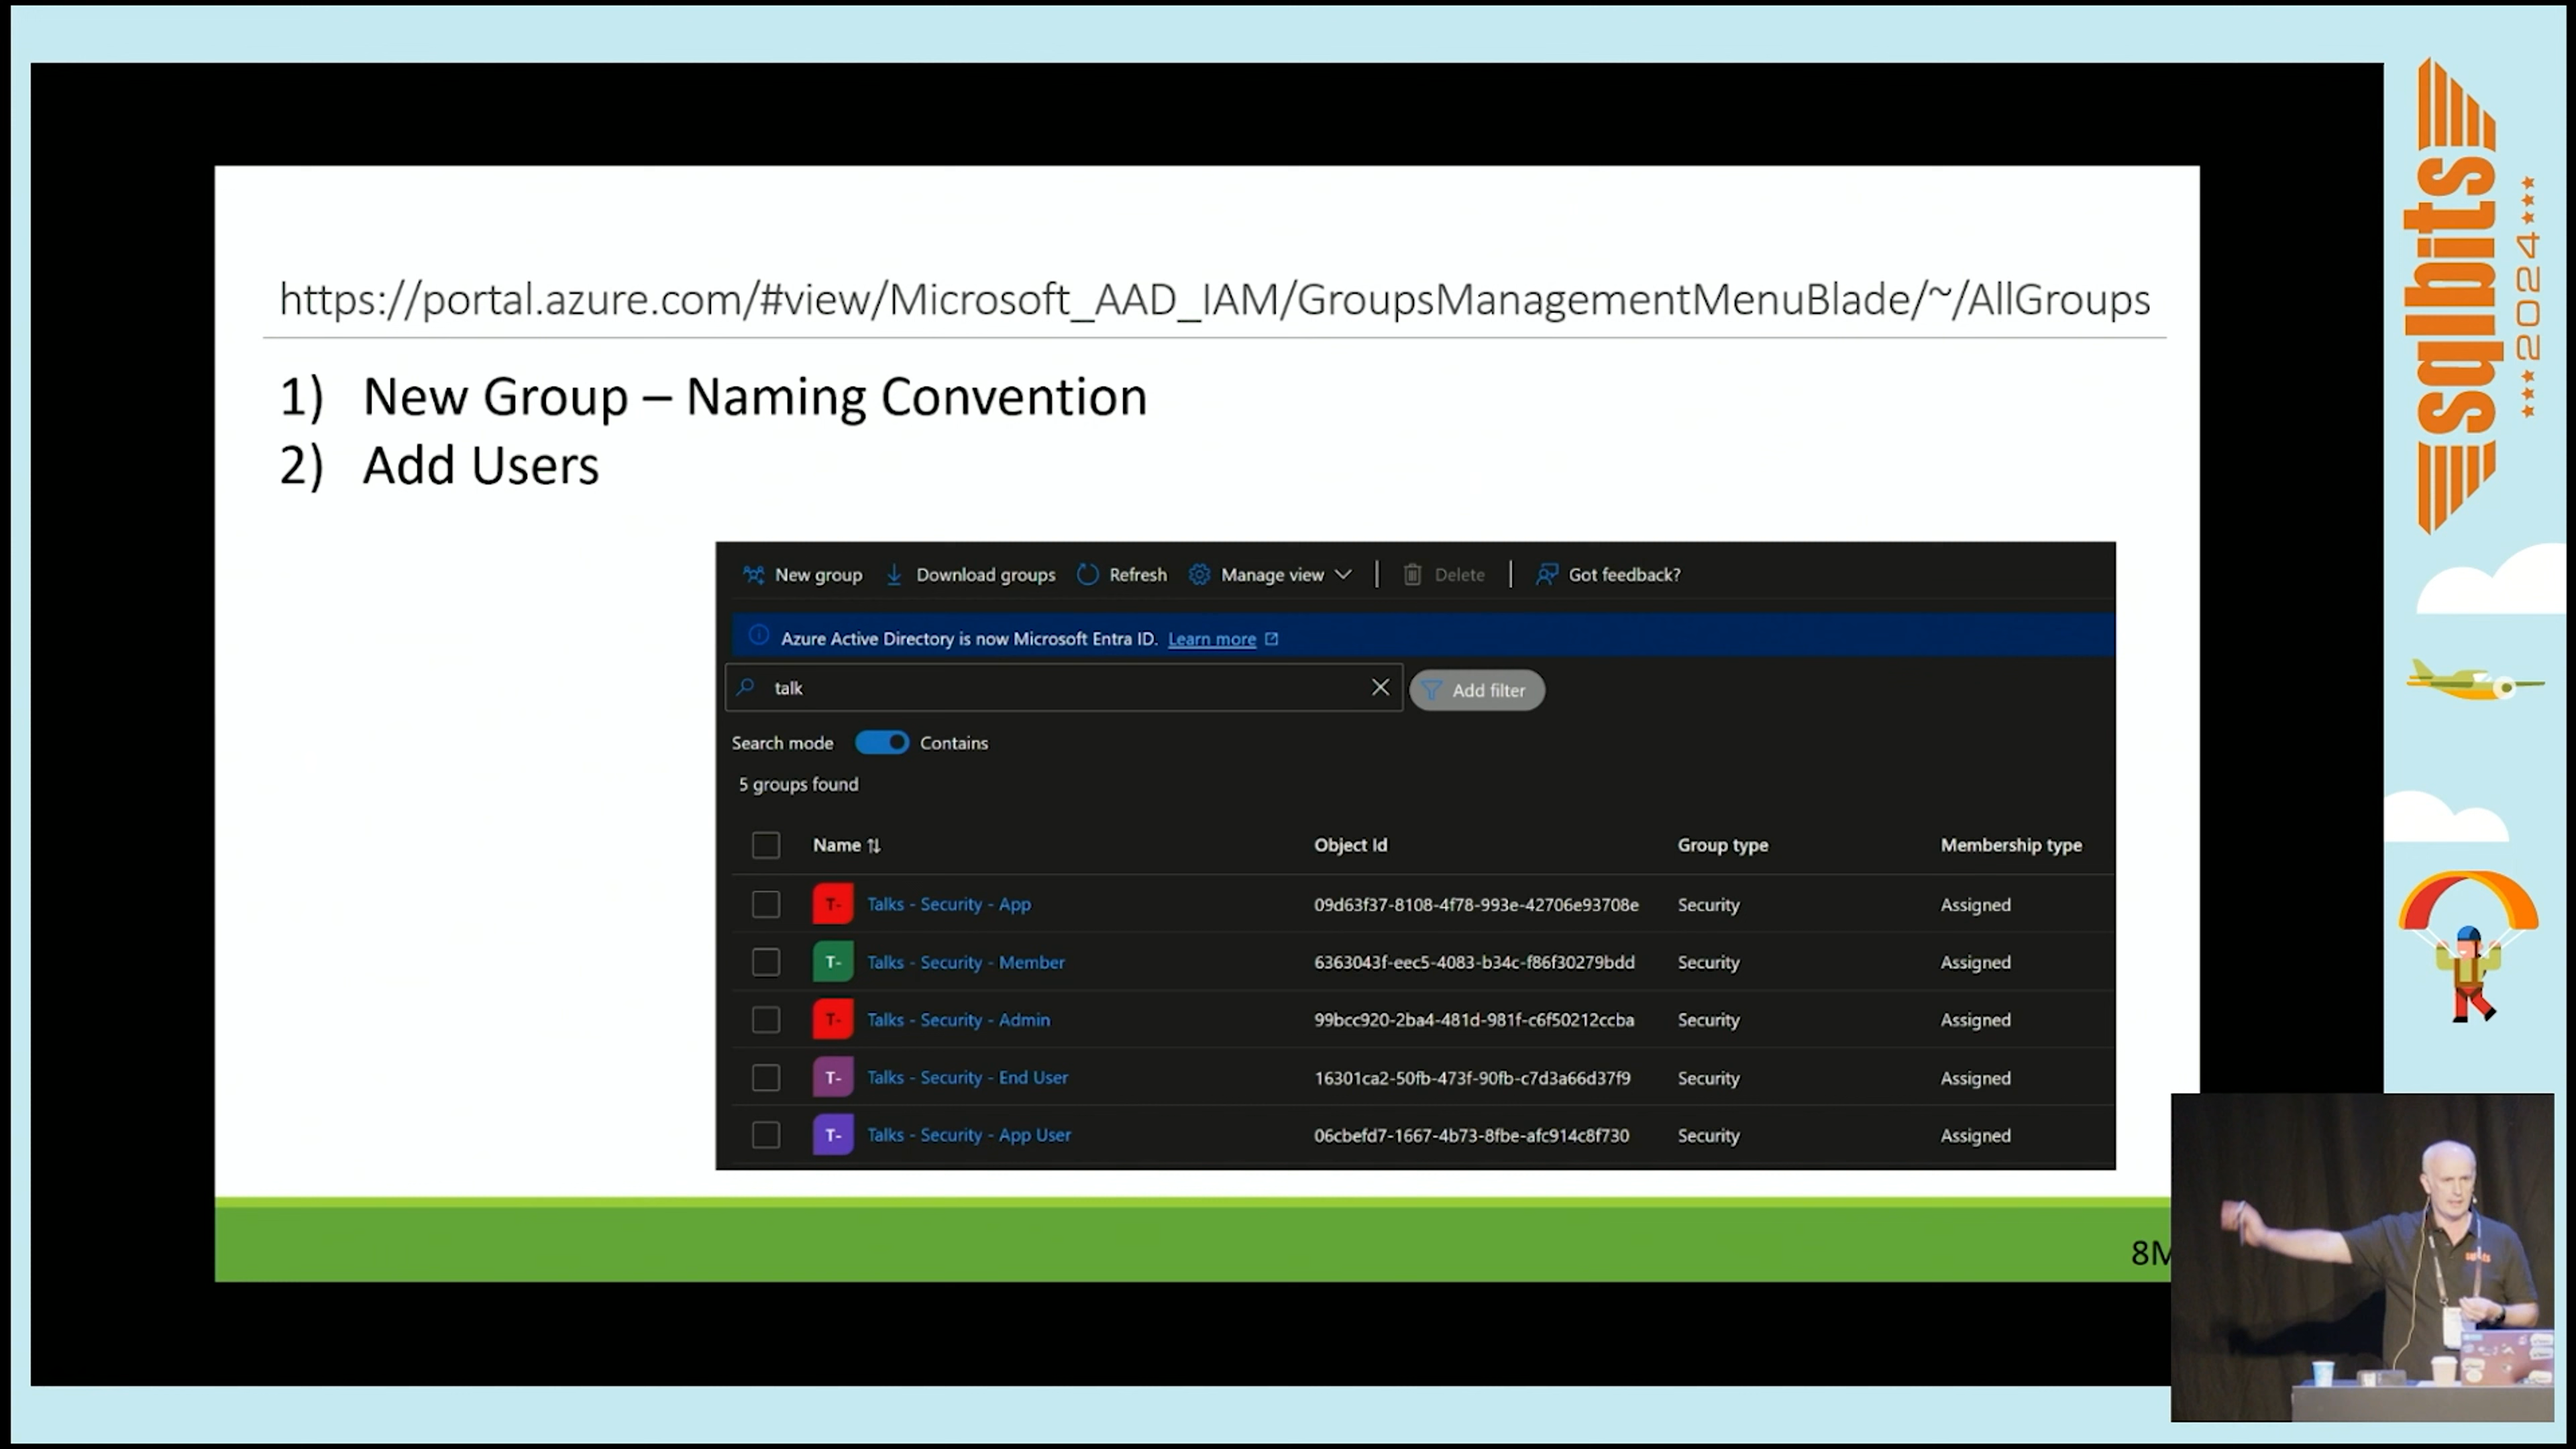 https://portal.azure.com/#view/Microsoft_AAD_IAM/GroupsManagementMenuBlade/~/AllGroups
1) New Group – Naming Convention
2) Add Users
New group Download groups Refresh Manage view | Delete | Got feedback?
Azure Active Directory is now Microsoft Entra ID. Learn more
talk Add filter
Search mode Contains
5 groups found
Name Object Id Group type Membership type
T- Talks - Security - App 09d63f37-8108-4f78-993e-42706e93708e Security Assigned
T- Talks - Security - Member 6363043f-eec5-4083-b34c-f86f30279bdd Security Assigned
T- Talks - Security - Admin 99bcc920-2ba4-481d-981f-c6f50212ccba Security Assigned
T- Talks - Security - End User 16301ca2-50fb-473f-90fb-c7d3a66d37f9 Security Assigned
T- Talks - Security - App User 06cbefd7-1667-4b73-8fbe-afc914c8f730 Security Assigned
8M
sqlbits
2024